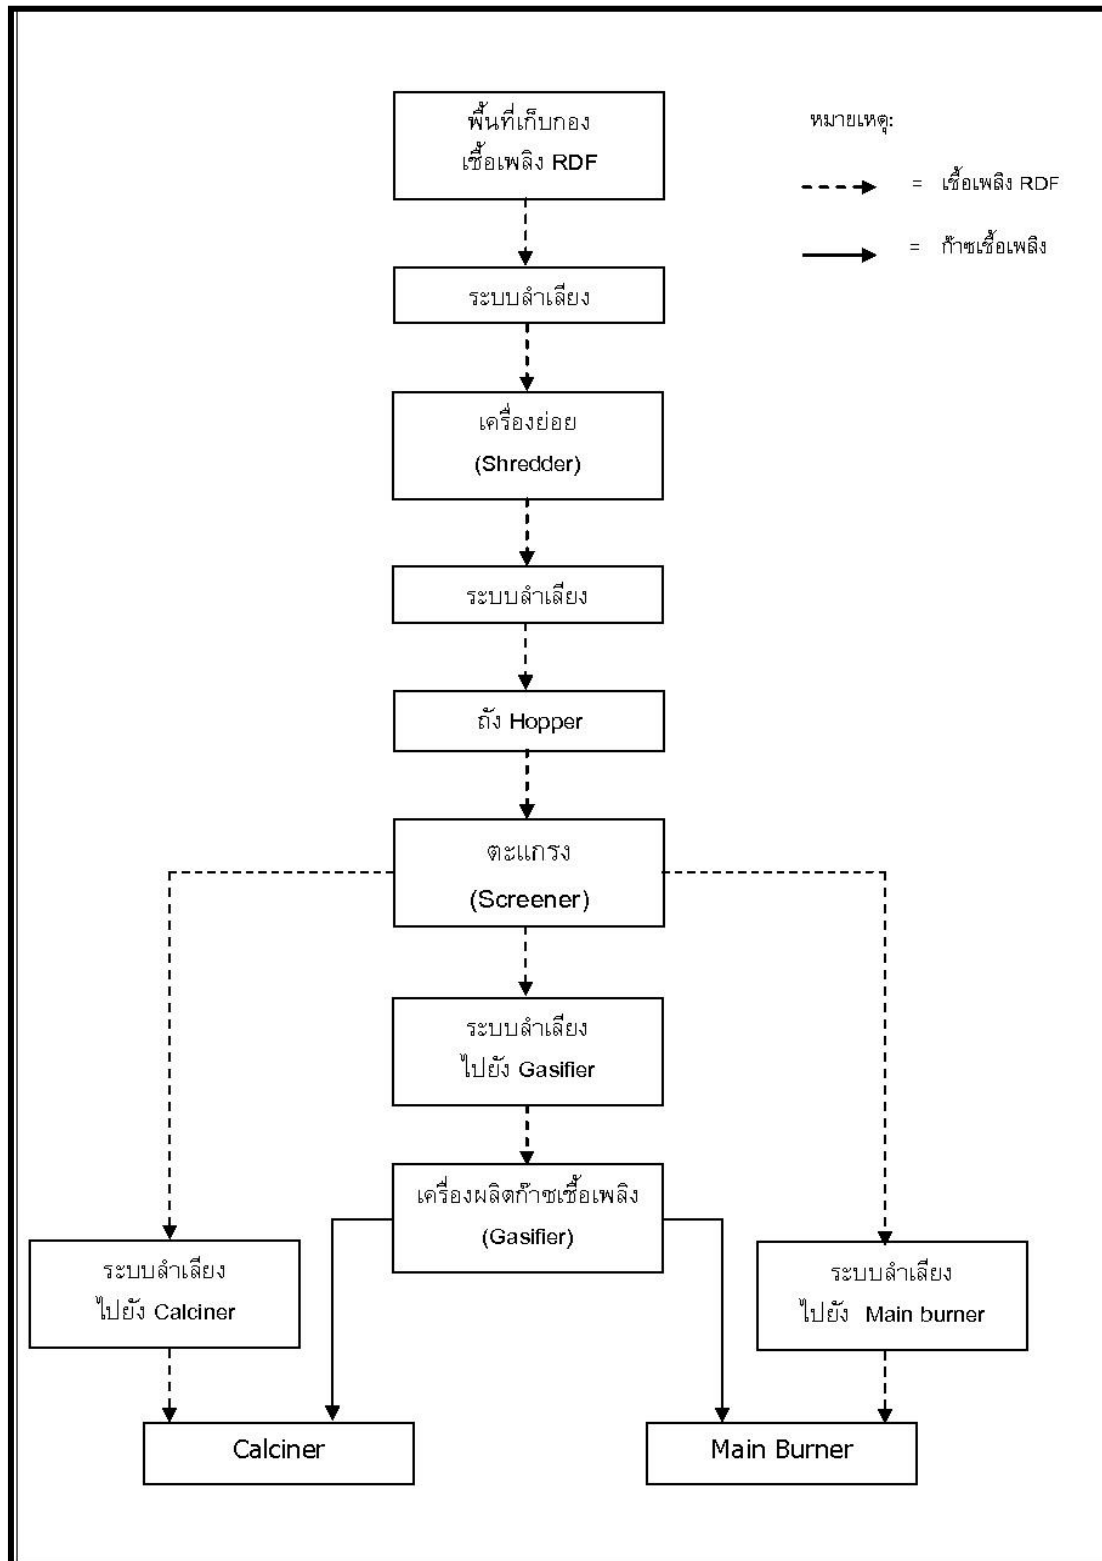 พื้นที่เก็บกอง
เชื้อเพลิง RDF
หมายเหตุ:
= เชื้อเพลิง RDF
= ก๊าซเชื้อเพลิง
ระบบลำเลียง
เครื่องย่อย
(Shredder)
ระบบลำเลียง
ถัง Hopper
ตะแกรง
(Screener)
ระบบลำเลียง
ไปยัง Gasifier
เครื่องผลิตก๊าซเชื้อเพลิง
(Gasifier)
ระบบลำเลียง
ไปยัง Calciner
ระบบลำเลียง
ไปยัง Main burner
Calciner
Main Burner